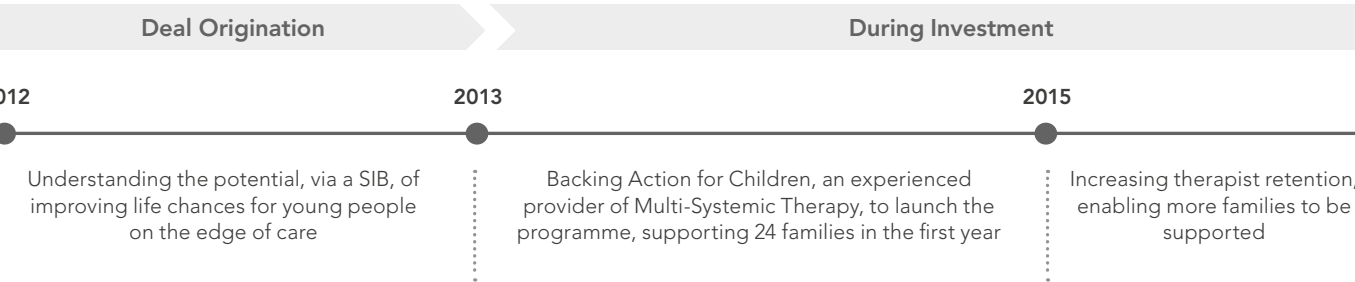 Deal Origination
During Investment
012
2013
2015
Understanding the potential, via a SIB, of
improving life chances for young people
on the edge of care
Backing Action for Children, an experienced
provider of Multi-Systemic Therapy, to launch the
programme, supporting 24 families in the first year
Increasing therapist retention,
enabling more families to be
supported